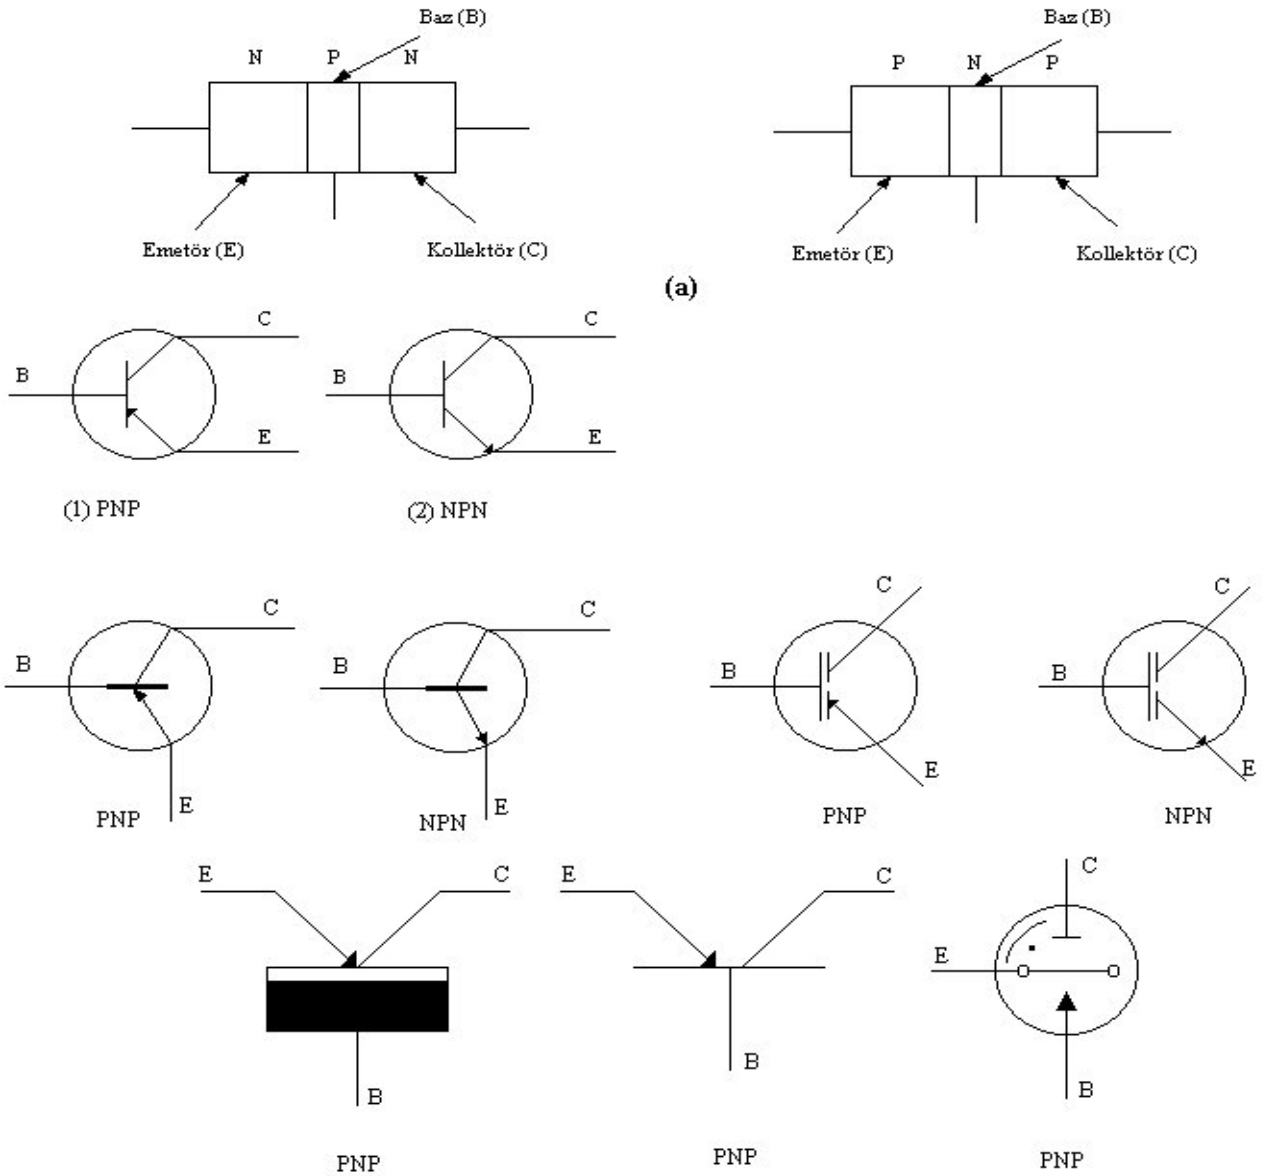 Baz (B) Baz (B)
N P N P N P
Emetör (E) Kollektör (C) Emetör (E) Kollektör (C)
(a)
C C
B B
E E
(1) PNP (2) NPN
C C C C
B B B B
E E E E
PNP NPN PNP NPN
E C E C C
E
B B B
PNP PNP PNP